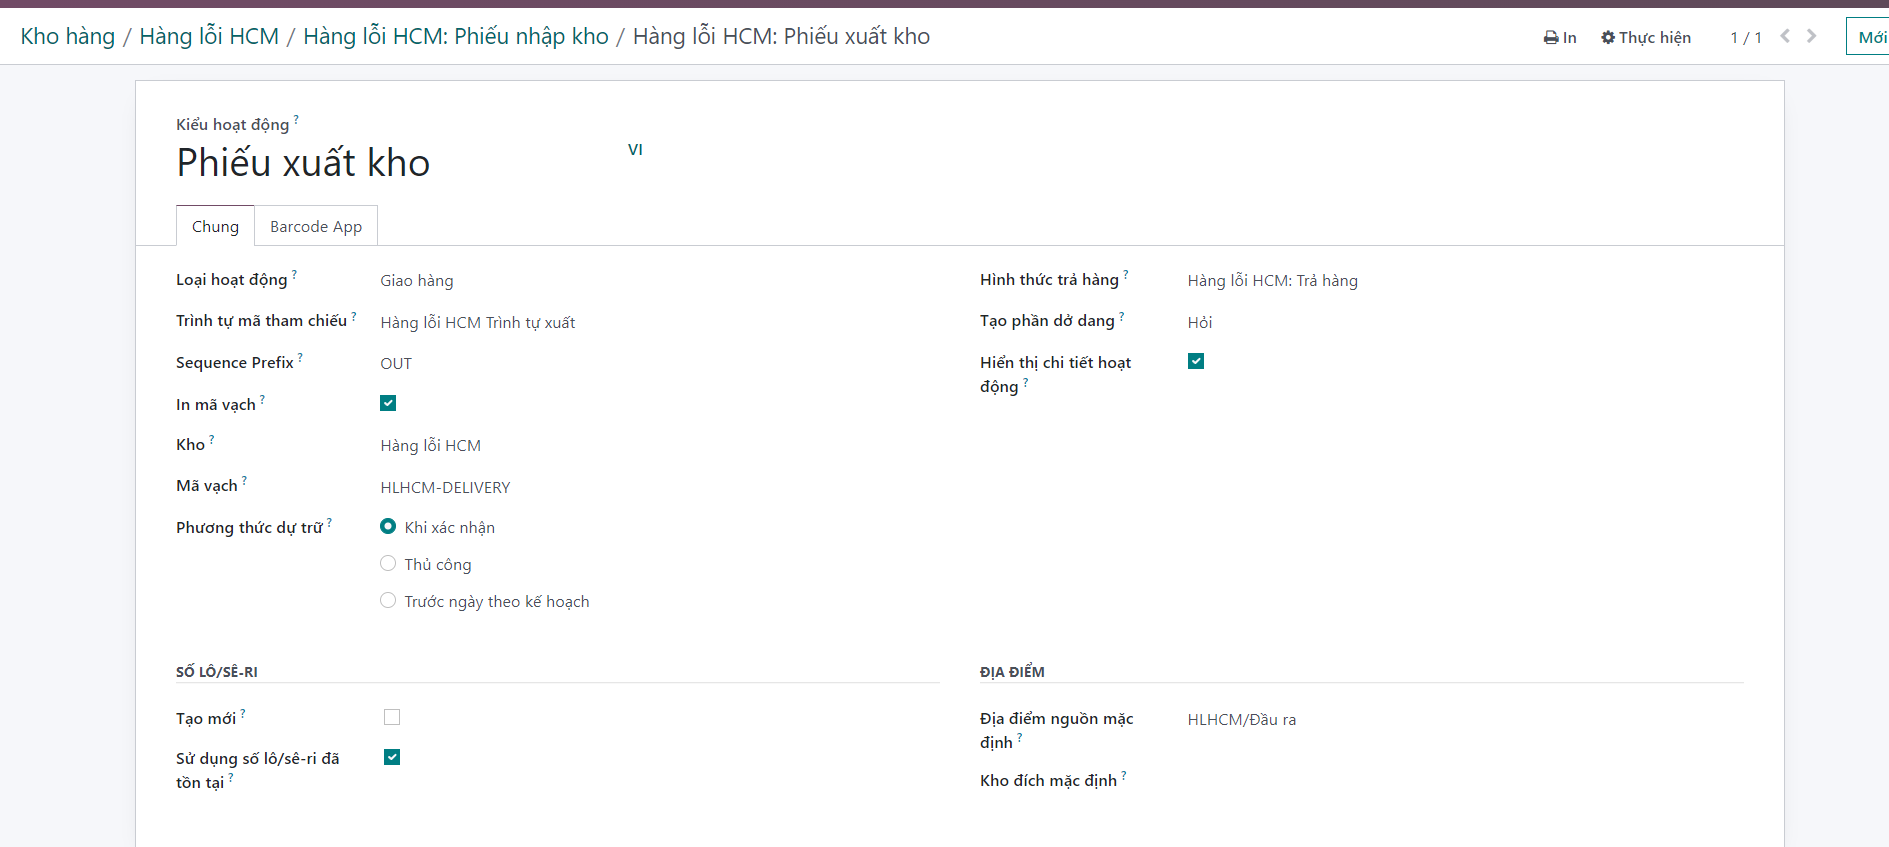 Kho hàng / Hàng lỗi HCM / Hàng lỗi HCM: Phiếu nhập kho / Hàng lỗi HCM: Phiếu xuất kho
In Thực hiện 1 / 1 Mới
Kiểu hoạt động ?
Phiếu xuất kho VI
Chung Barcode App
Loại hoạt động ? Giao hàng
Trình tự mã tham chiếu ? Hàng lỗi HCM Trình tự xuất
Sequence Prefix ? OUT
In mã vạch ?
Kho ? Hàng lỗi HCM
Mã vạch ? HLHCM-DELIVERY
Phương thức dự trữ ? Khi xác nhận
Thủ công
Trước ngày theo kế hoạch
Hình thức trả hàng ? Hàng lỗi HCM: Trả hàng
Tạo phần dở dang ? Hỏi
Hiển thị chi tiết hoạt
động ?
SỐ LÔ/SÊ-RI
Tạo mới ?
Sử dụng số lô/sê-ri đã
tồn tại ?
ĐỊA ĐIỂM
Địa điểm nguồn mặc HLHCM/Đầu ra
định ?
Kho đích mặc định ?